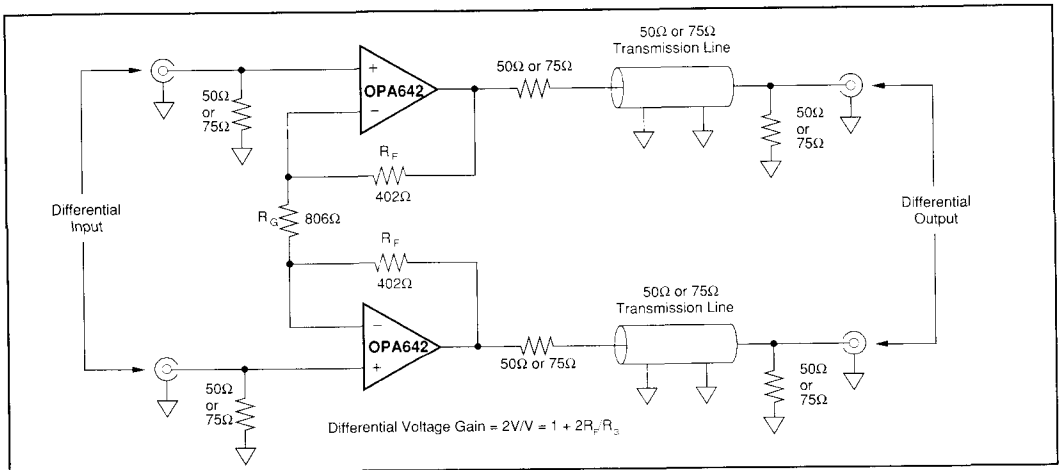 50Ω or 75Ω
Transmission Line
50Ω or 75Ω
+
OPA642
−
50Ω
or
75Ω
50Ω
or
75Ω
R_F
402Ω
Differential
Input
R_G 806Ω
Differential
Output
R_F
402Ω
50Ω or 75Ω
Transmission Line
−
OPA642
+
50Ω or 75Ω
50Ω
or
75Ω
50Ω
or
75Ω
Differential Voltage Gain = 2V/V = 1 + 2R_F/R_G